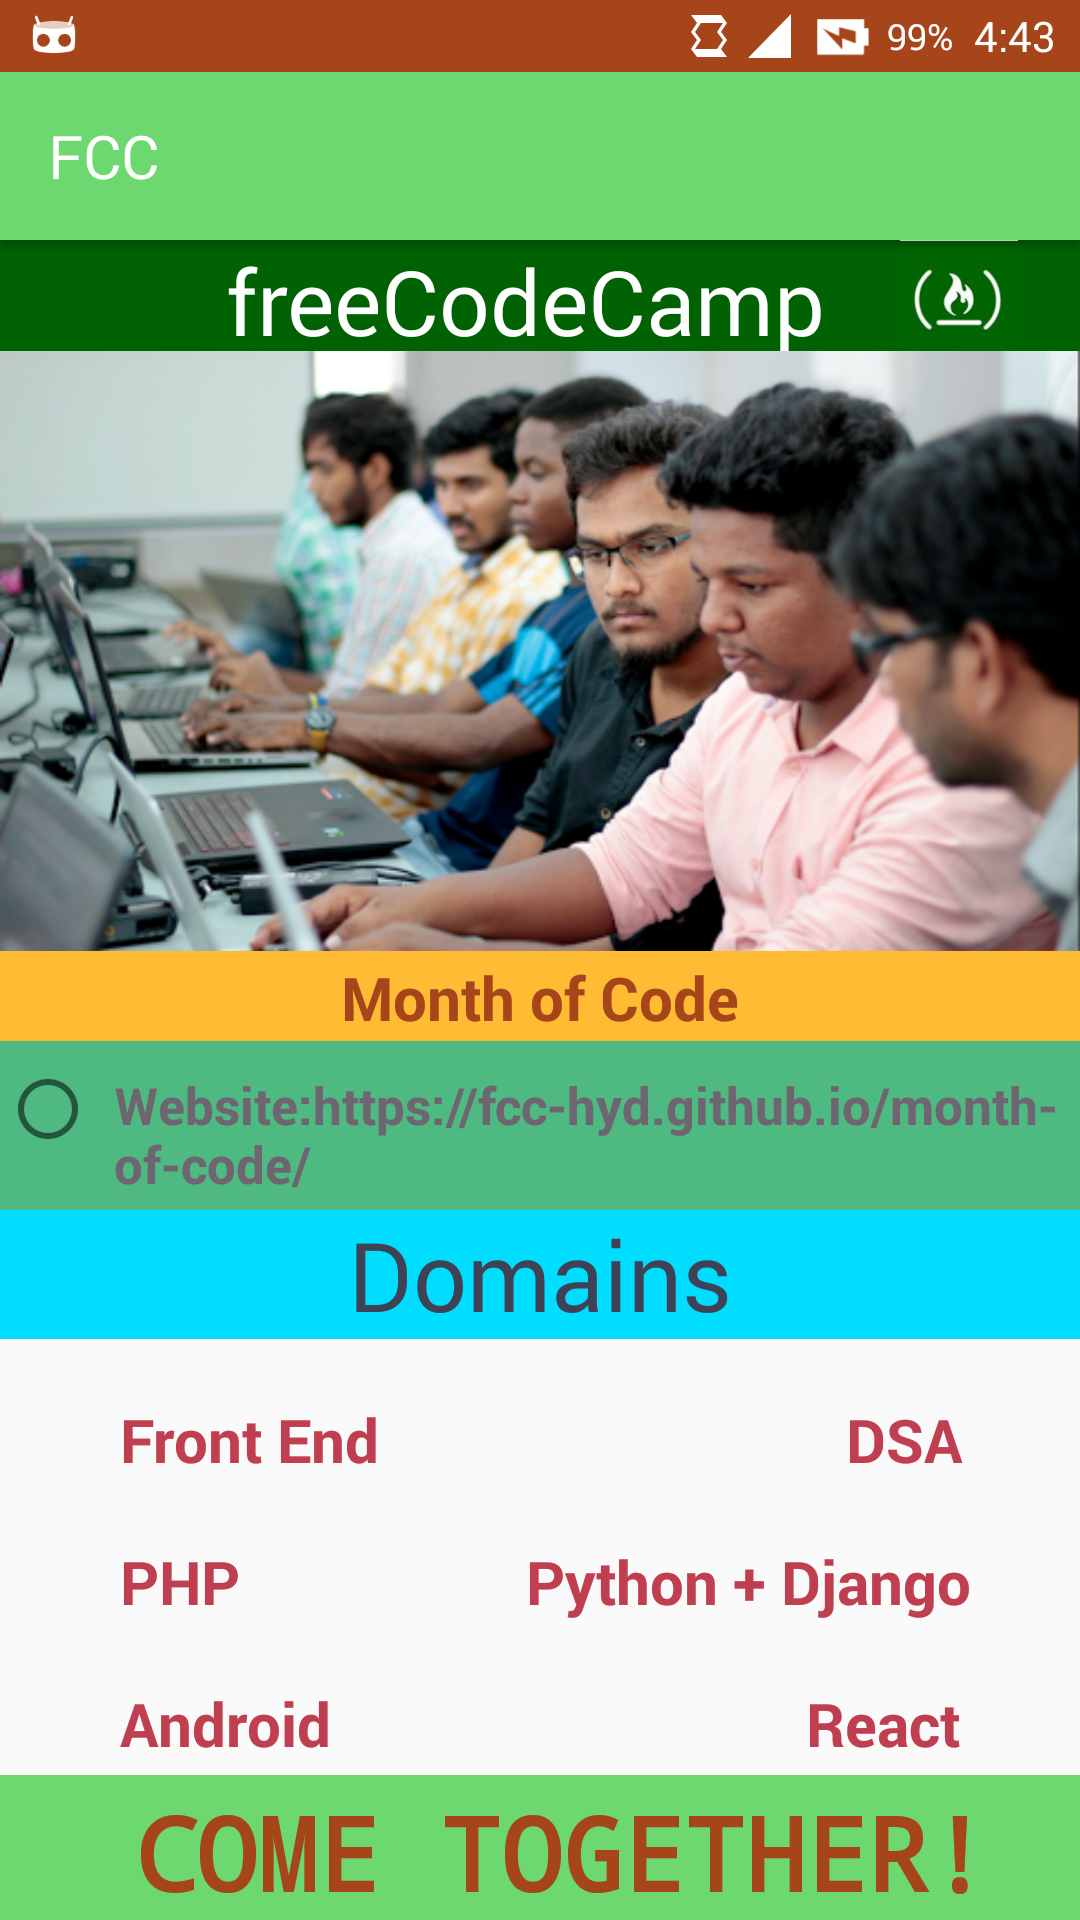 99% 4:43
FCC
freeCodeCamp
Month of Code
Website:https://fcc-hyd.github.io/month-
of-code/
Domains
Front End DSA
PHP Python + Django
Android React
COME TOGETHER!